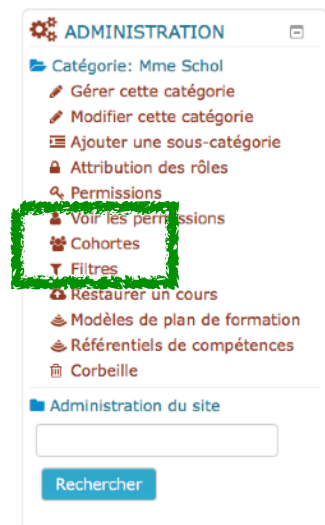 ADMINISTRATION
Catégorie: Mme Schol
Gérer cette catégorie
Modifier cette catégorie
Ajouter une sous-catégorie
Attribution des rôles
Permissions
Voir les permissions
Cohortes
Filtres
Restaurer un cours
Modèles de plan de formation
Référentiels de compétences
Corbeille
Administration du site
Rechercher